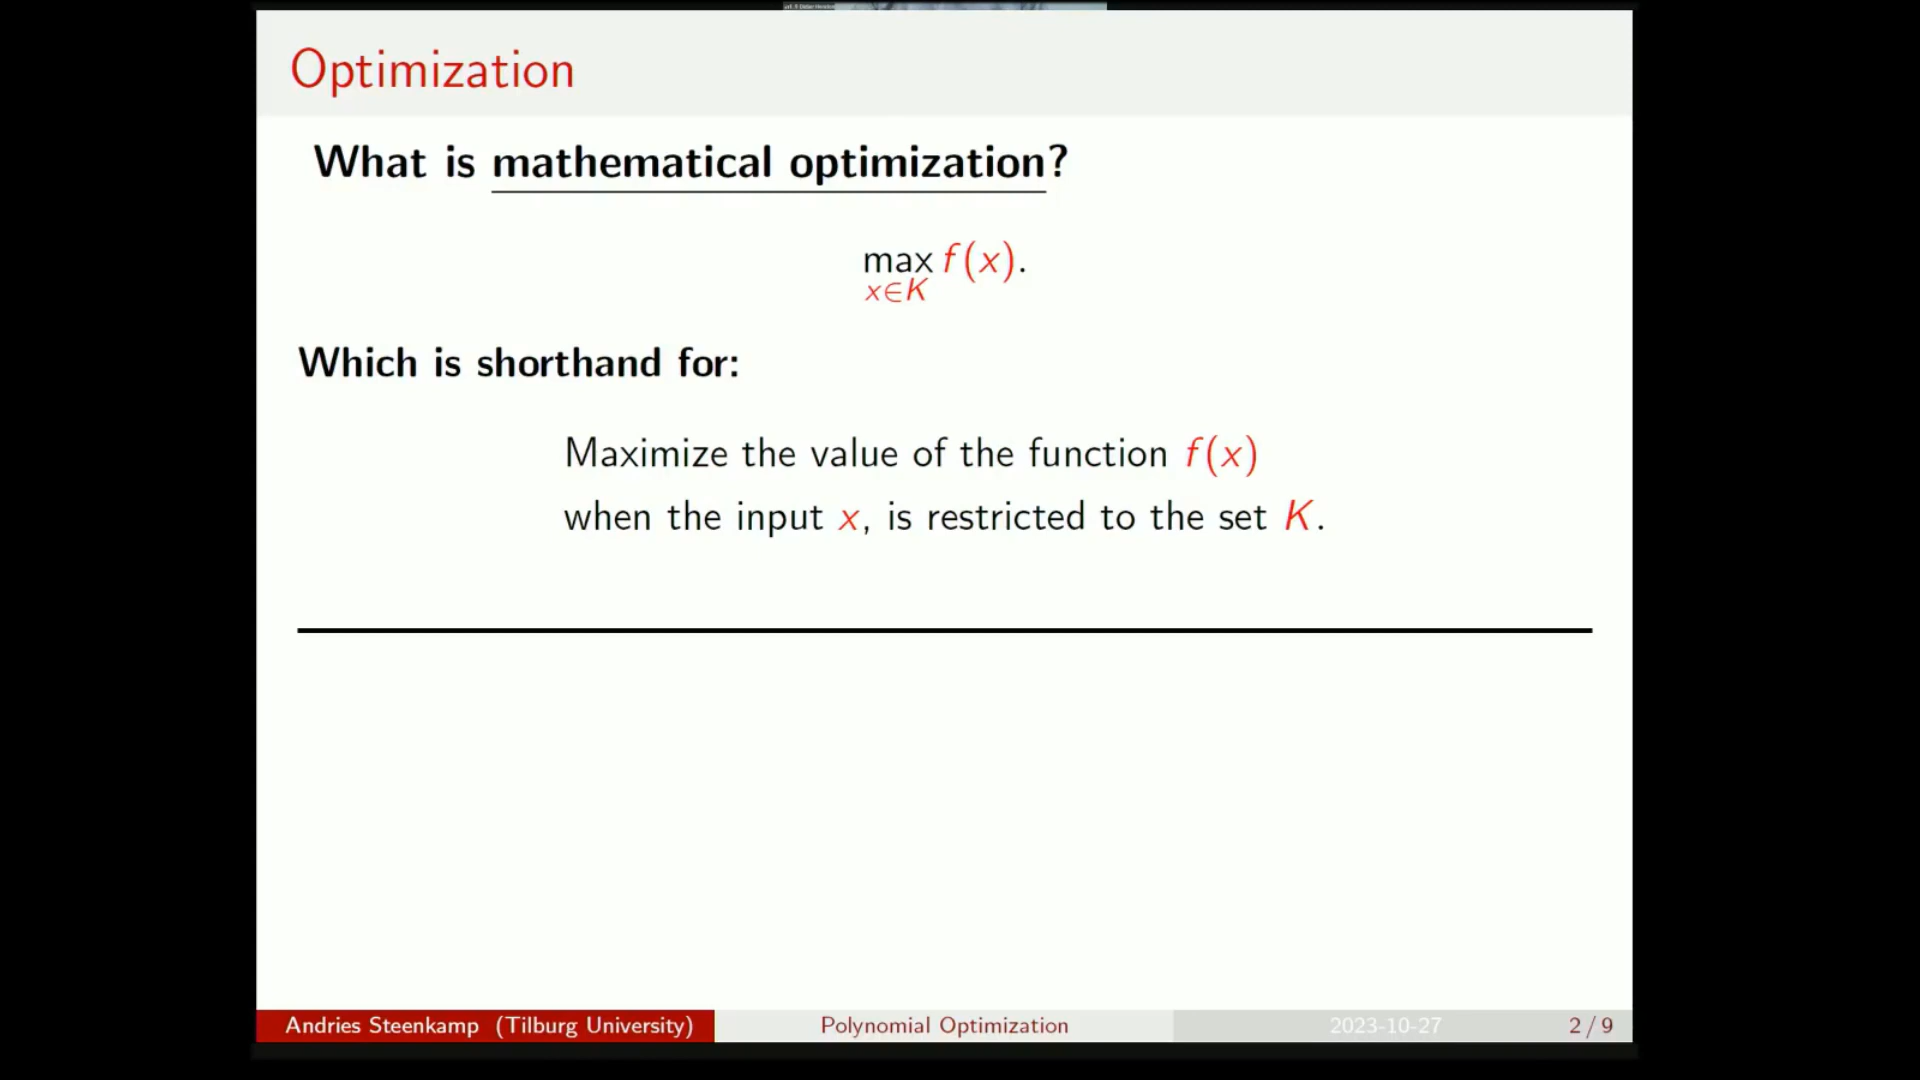 Optimization
What is mathematical optimization?
max f(x).
x∈K
Which is shorthand for:
Maximize the value of the function f(x)
when the input x, is restricted to the set K.
Andries Steenkamp (Tilburg University)
Polynomial Optimization
2023-10-27
2 / 9